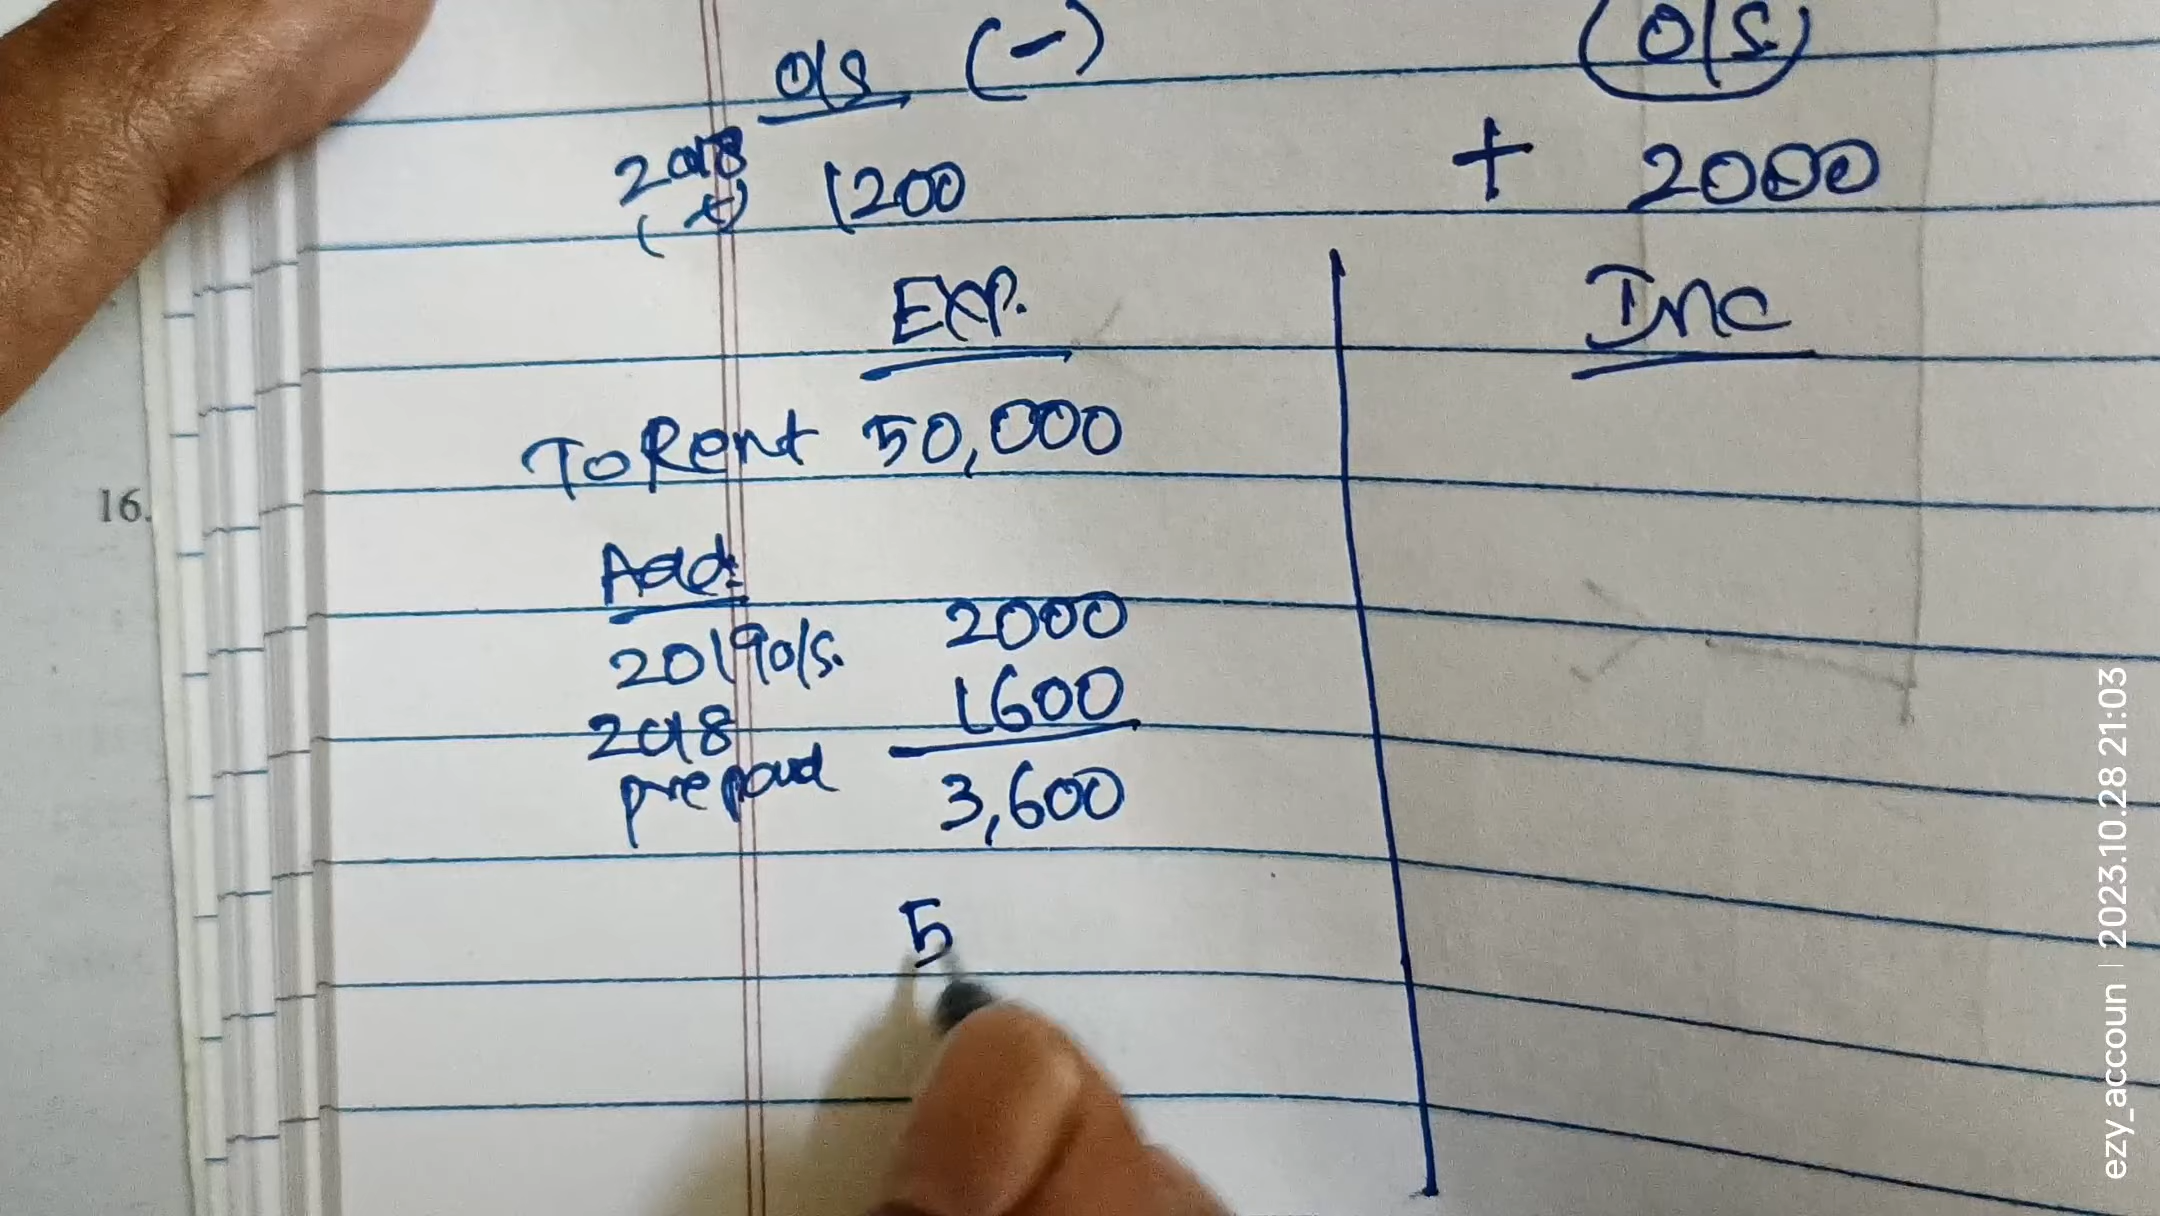 O/S (-) (O/S)
2018 1200 + 2000
(+)
Exp. Inc
To Rent 50,000
Add:
2019 o/s. 2000
2018 1600
prepaid 3,600
5
16.
ezy_accoun | 2023.10.28 21:03